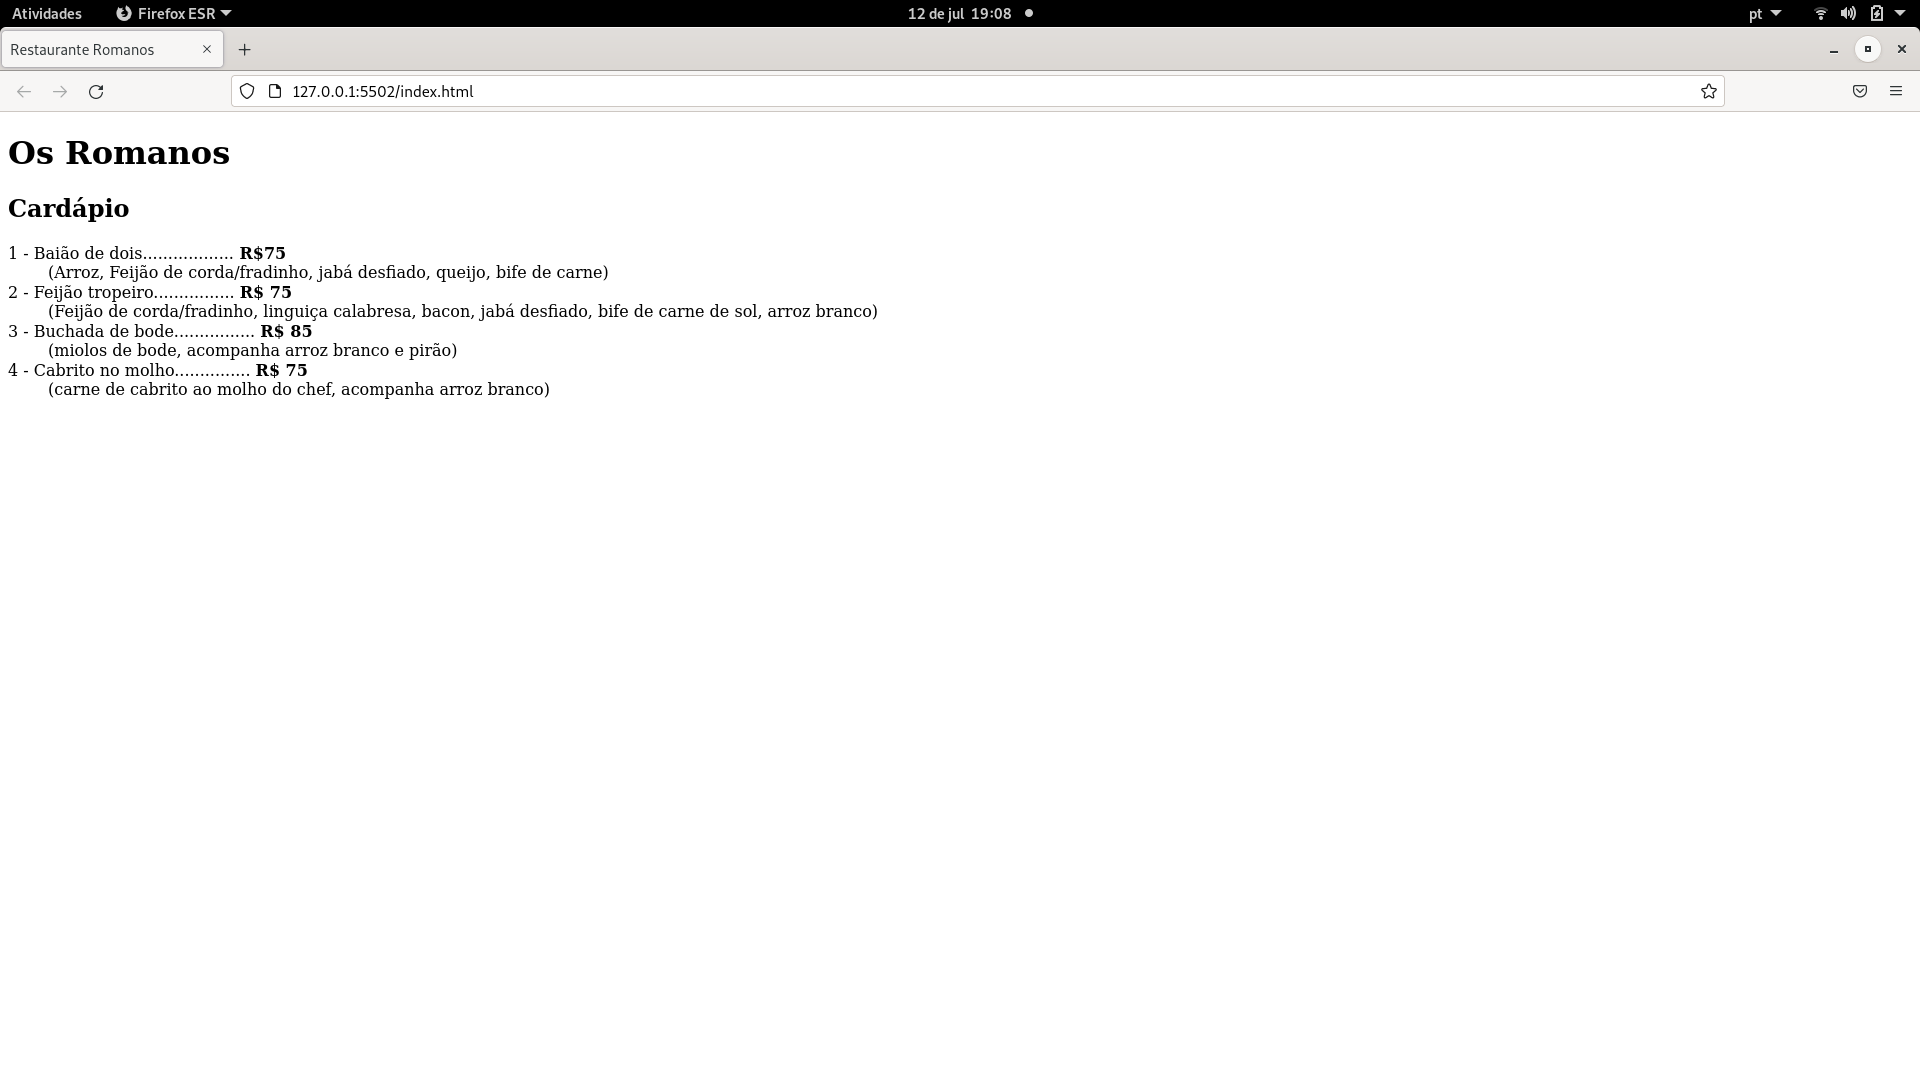 Atividades Firefox ESR 12 de jul 19:08 pt
Restaurante Romanos
127.0.0.1:5502/index.html
Os Romanos
Cardápio
1 - Baião de dois.................. R$75
(Arroz, Feijão de corda/fradinho, jabá desfiado, queijo, bife de carne)
2 - Feijão tropeiro................ R$ 75
(Feijão de corda/fradinho, linguiça calabresa, bacon, jabá desfiado, bife de carne de sol, arroz branco)
3 - Buchada de bode................ R$ 85
(miolos de bode, acompanha arroz branco e pirão)
4 - Cabrito no molho............... R$ 75
(carne de cabrito ao molho do chef, acompanha arroz branco)